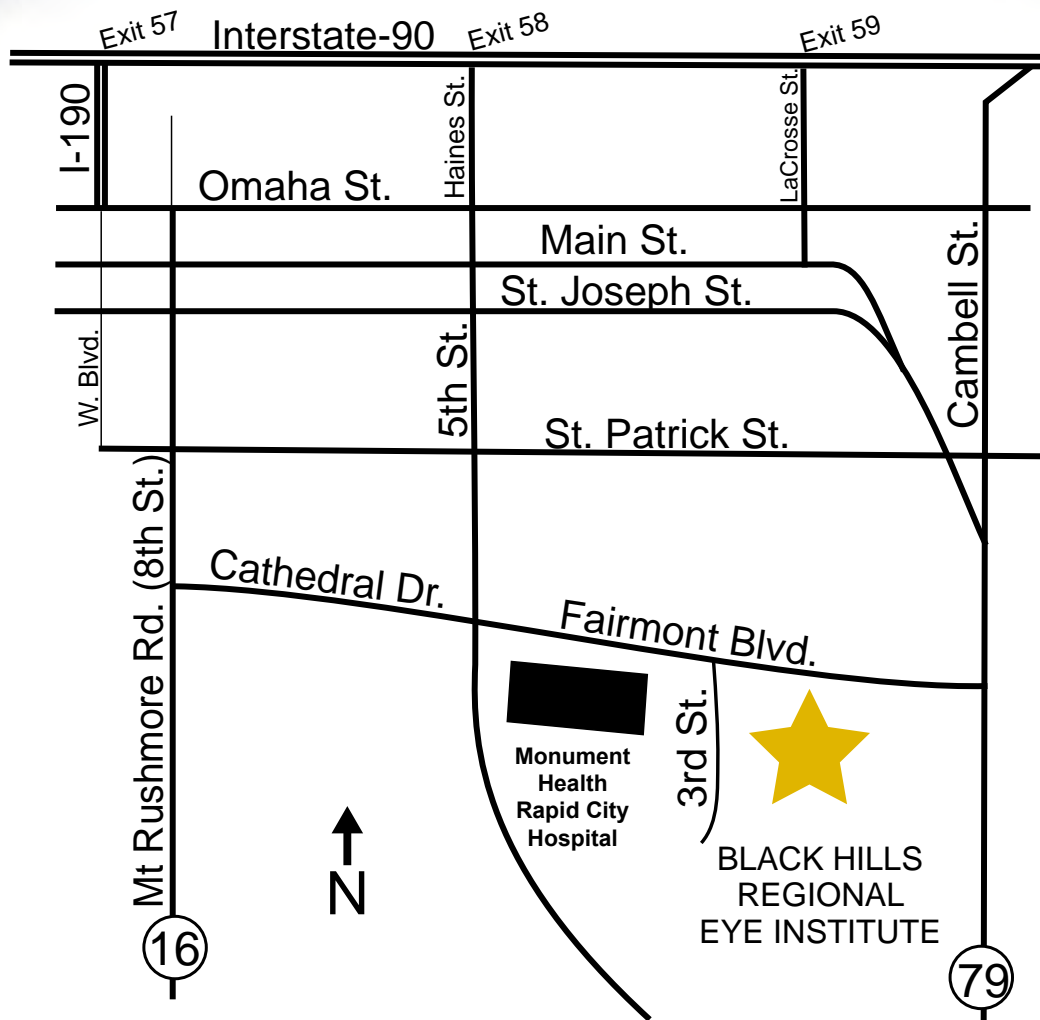 Exit 57
Interstate-90
Exit 58
Exit 59
I-190
Haines St.
LaCrosse St.
Omaha St.
Main St.
St. Joseph St.
Cambell St.
W. Blvd.
5th St.
St. Patrick St.
Mt Rushmore Rd. (8th St.)
Cathedral Dr.
Fairmont Blvd.
3rd St.
Monument
Health
Rapid City
Hospital
BLACK HILLS
REGIONAL
EYE INSTITUTE
N
16
79